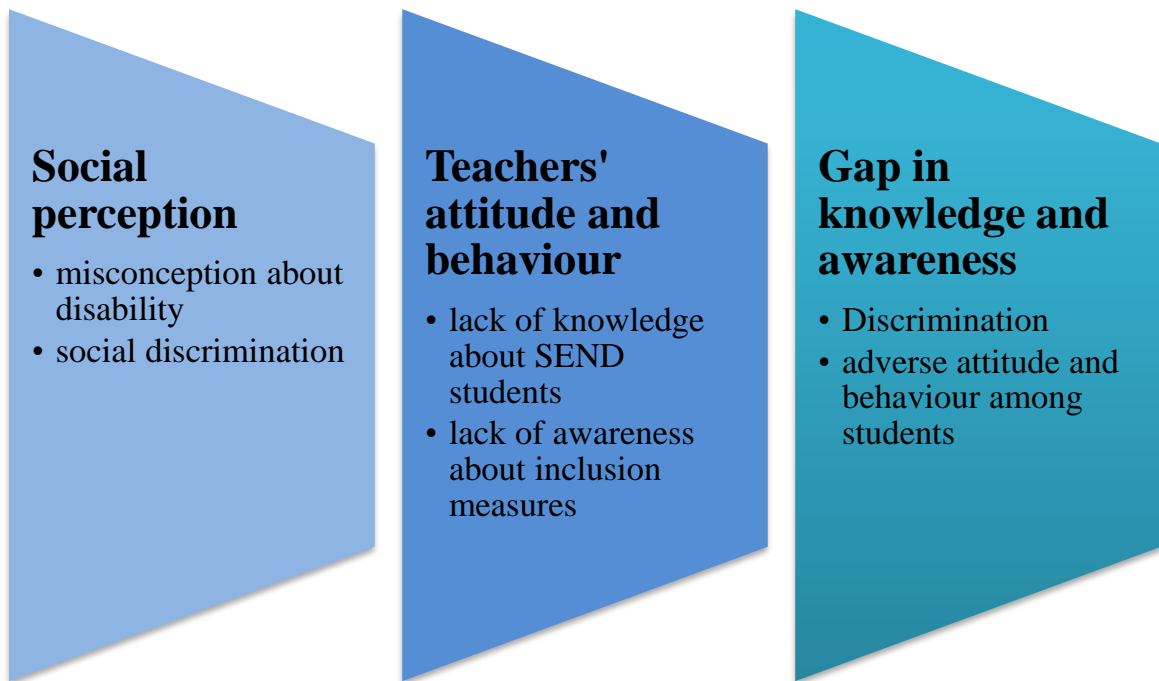 Social
perception
• misconception about
disability
• social discrimination
Teachers'
attitude and
behaviour
• lack of knowledge
about SEND
students
• lack of awareness
about inclusion
measures
Gap in
knowledge and
awareness
• Discrimination
• adverse attitude and
behaviour among
students